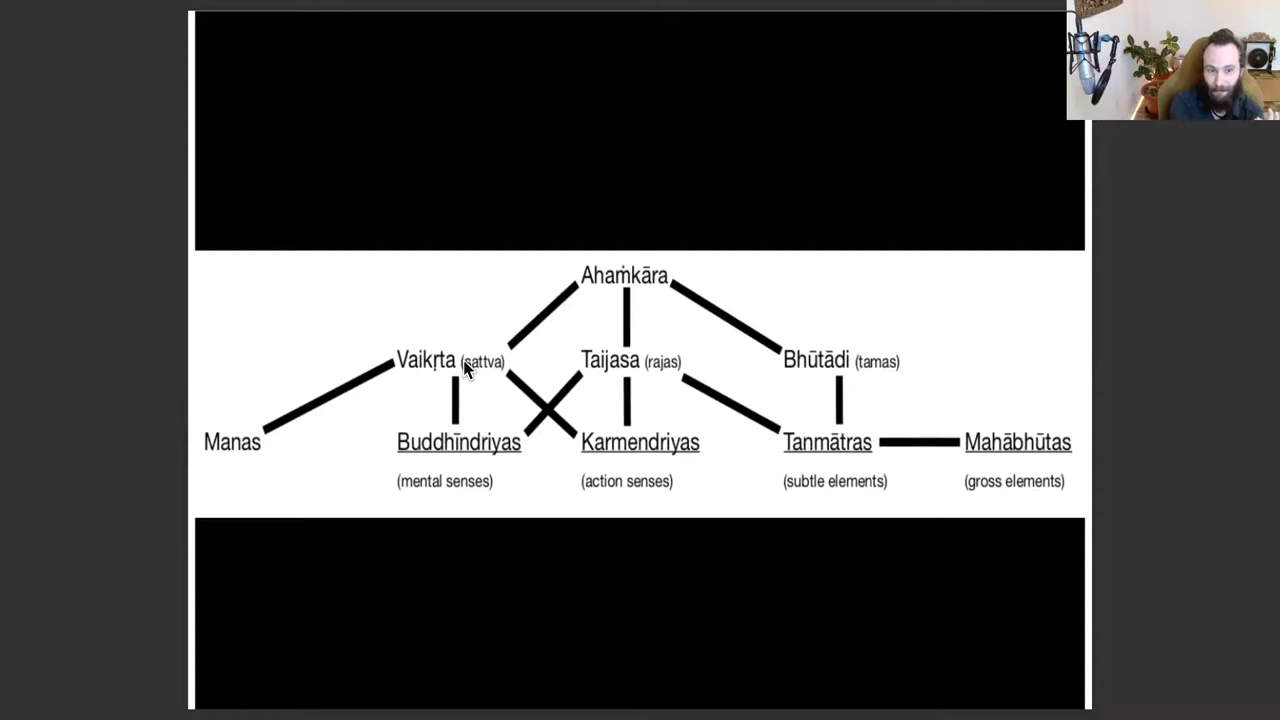 Ahaṁkāra
Vaikṛta (sattva) Taijasa (rajas) Bhūtādi (tamas)
Manas Buddhīndriyas Karmendriyas Tanmātras Mahābhūtas
(mental senses) (action senses) (subtle elements) (gross elements)